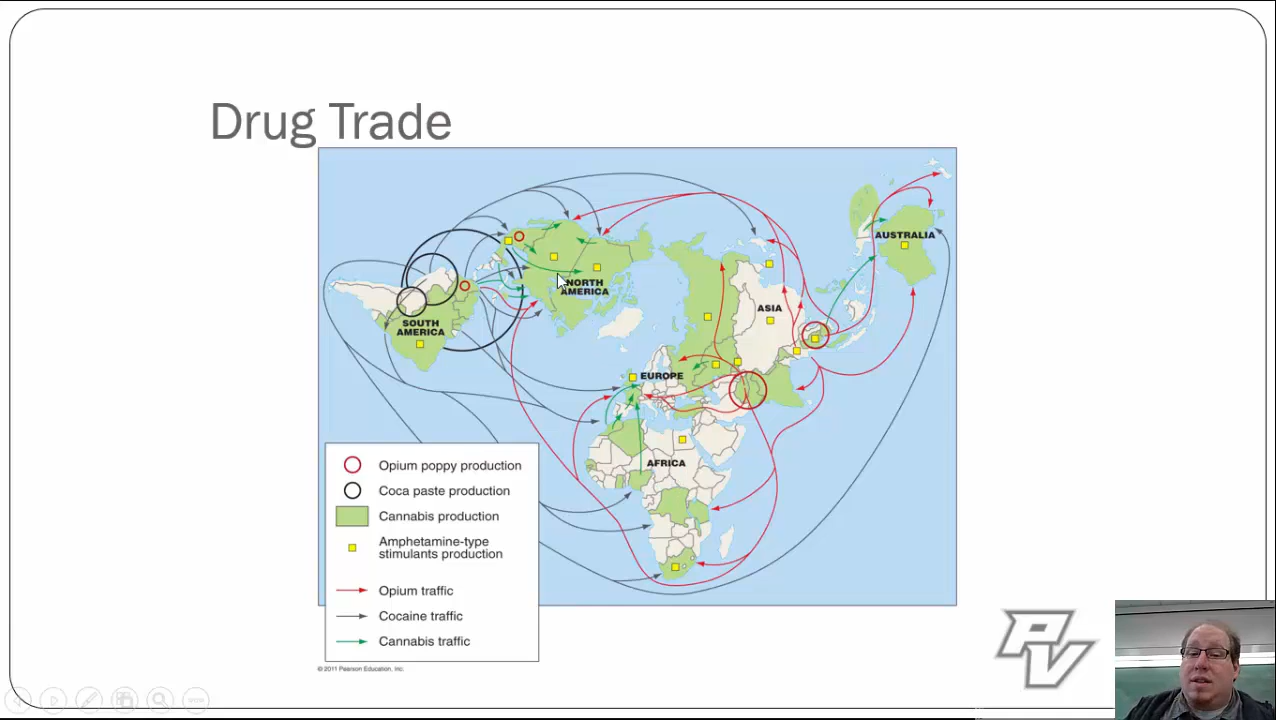 Drug Trade
AUSTRALIA
NORTH
AMERICA
ASIA
SOUTH
AMERICA
EUROPE
AFRICA
Opium poppy production
Coca paste production
Cannabis production
Amphetamine-type
stimulants production
Opium traffic
Cocaine traffic
Cannabis traffic
© 2011 Pearson Education, Inc.
PV